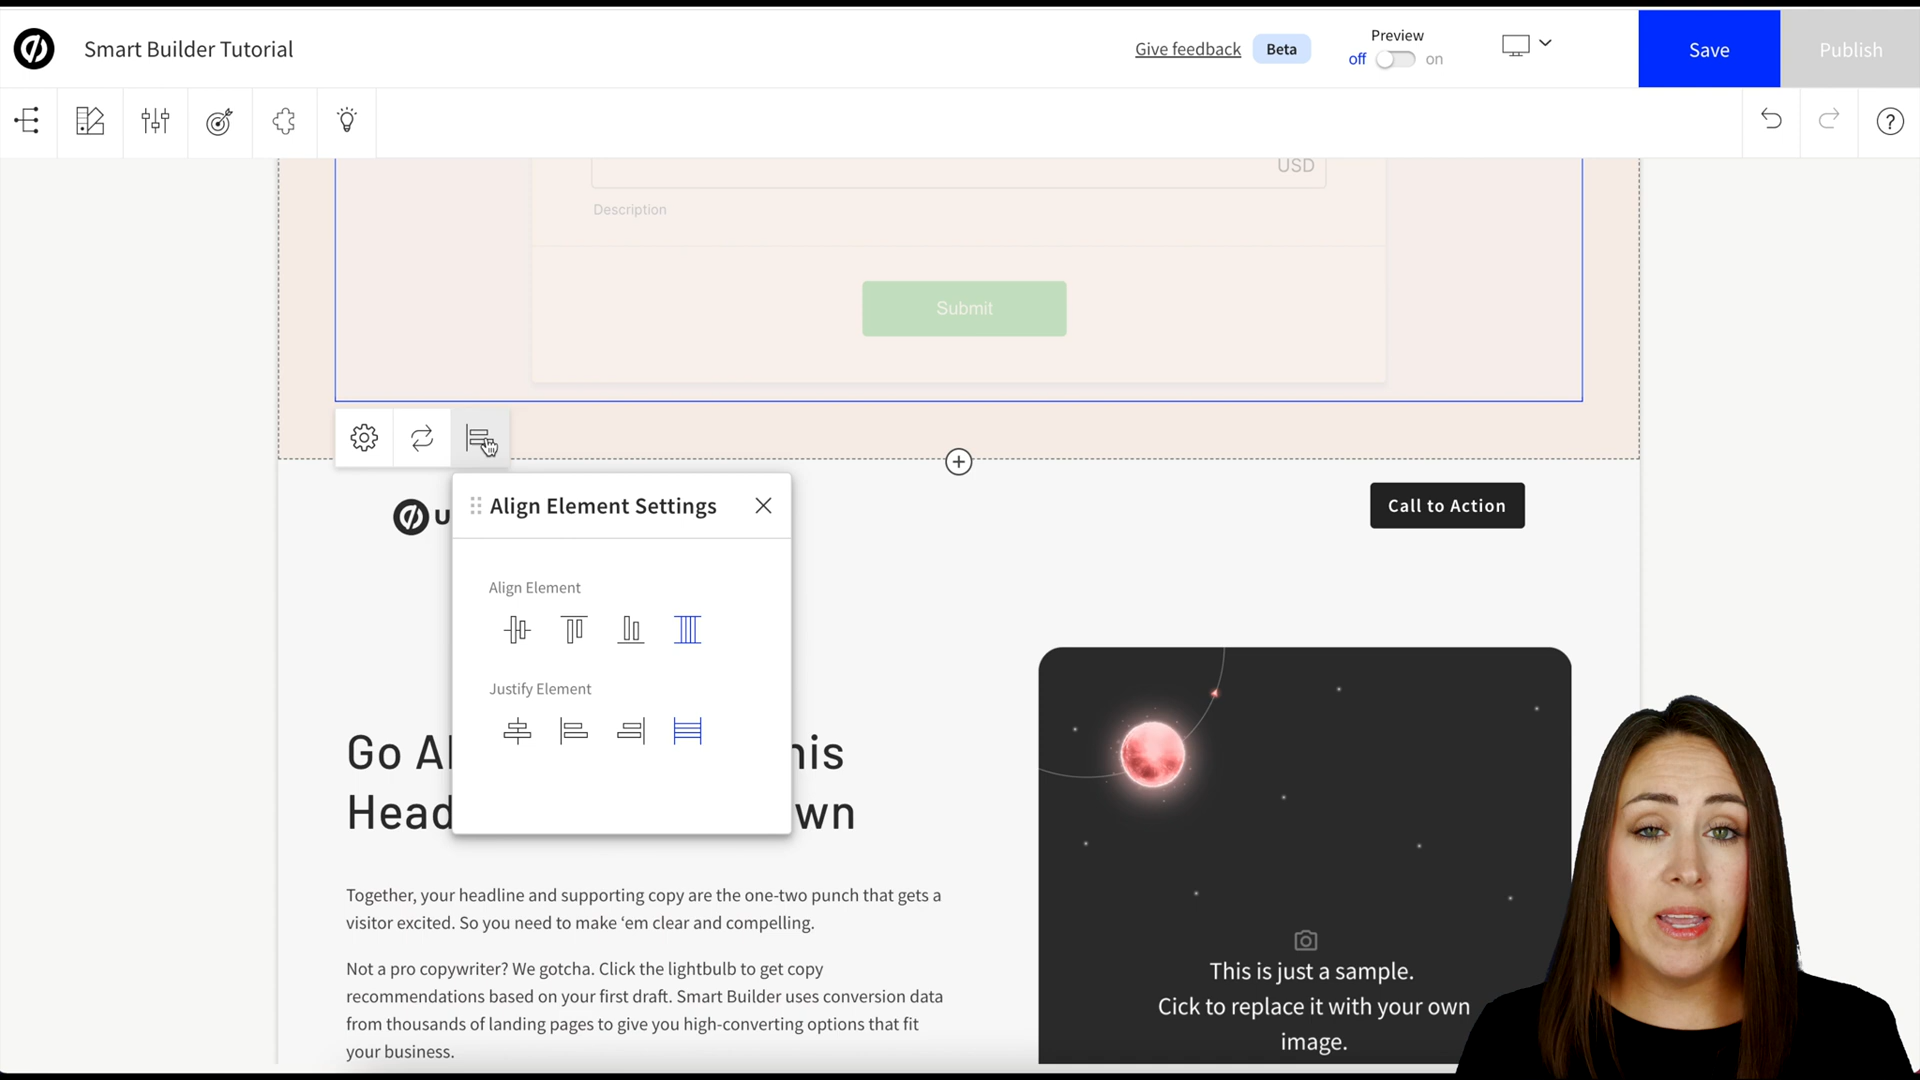 Smart Builder Tutorial
Give feedback
Beta
Preview
off
on
Save
Publish
?
USD
Description
Submit
Align Element Settings
U
Call to Action
Align Element
Justify Element
Go A
his
Head
wn
Together, your headline and supporting copy are the one-two punch that gets a
visitor excited. So you need to make ‘em clear and compelling.
Not a pro copywriter? We gotcha. Click the lightbulb to get copy
recommendations based on your first draft. Smart Builder uses conversion data
from thousands of landing pages to give you high-converting options that fit
your business.
This is just a sample.
Cick to replace it with your own
image.